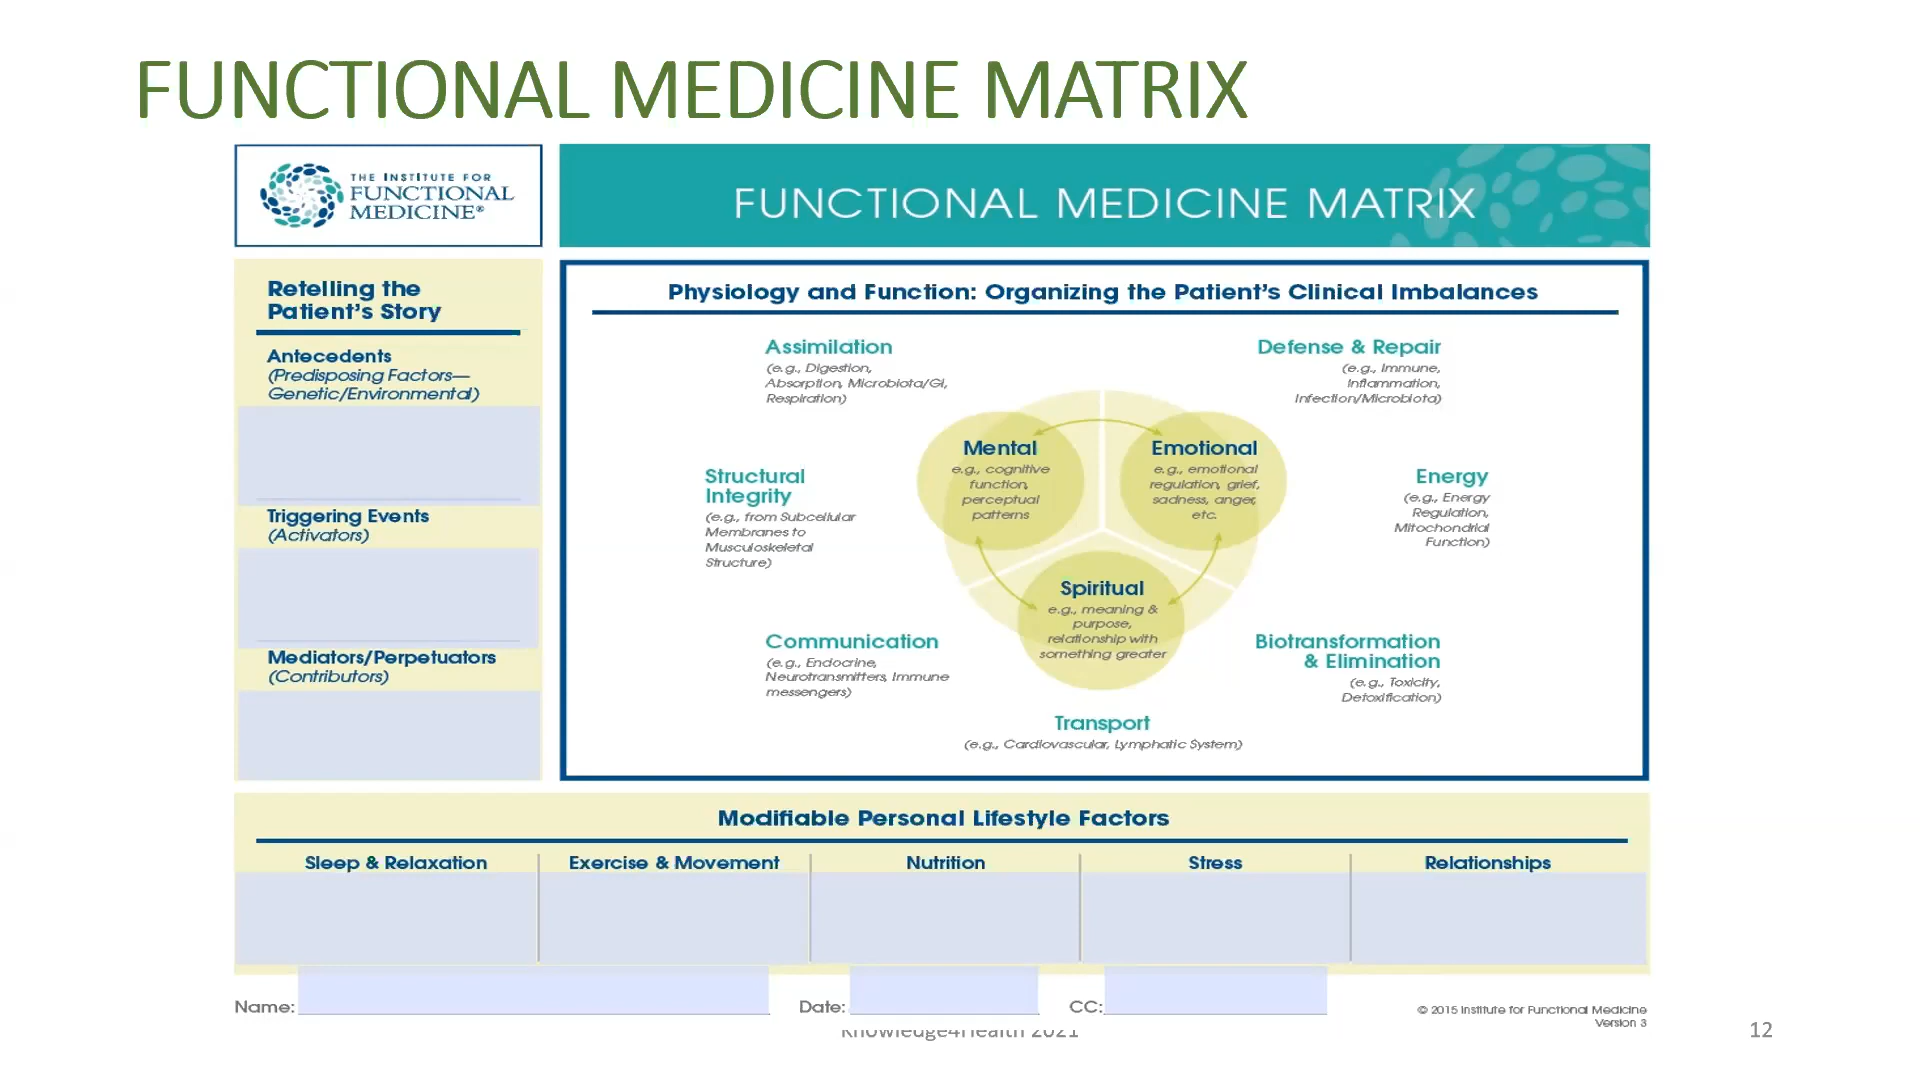 FUNCTIONAL MEDICINE MATRIX
THE INSTITUTE FOR
FUNCTIONAL
MEDICINE®
FUNCTIONAL MEDICINE MATRIX
Retelling the
Patient's Story
Antecedents
(Predisposing Factors—
Genetic/Environmental)
Triggering Events
(Activators)
Mediators/Perpetuators
(Contributors)
Physiology and Function: Organizing the Patient's Clinical Imbalances
Assimilation
(e.g., Digestion,
Absorption, Microbiota/GI,
Respiration)
Defense & Repair
(e.g., Immune,
Inflammation,
Infection/Microbiota)
Mental
e.g., cognitive
function,
perceptual
patterns
Emotional
e.g., emotional
regulation, grief,
sadness, anger,
etc.
Structural
Integrity
(e.g., from Subcellular
Membranes to
Musculoskeletal
Structure)
Energy
(e.g., Energy
Regulation,
Mitochondrial
Function)
Spiritual
e.g., meaning &
purpose,
relationship with
something greater
Communication
(e.g., Endocrine,
Neurotransmitters, Immune
messengers)
Biotransformation
& Elimination
(e.g., Toxicity,
Detoxification)
Transport
(e.g., Cardiovascular, Lymphatic System)
Modifiable Personal Lifestyle Factors
Sleep & Relaxation
Exercise & Movement
Nutrition
Stress
Relationships
Name:
Date:
CC:
© 2015 Institute for Functional Medicine
Version 3
Knowledge4Health 2021
12